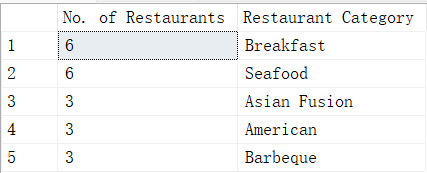 No. of Restaurants Restaurant Category
1 6 Breakfast
2 6 Seafood
3 3 Asian Fusion
4 3 American
5 3 Barbeque